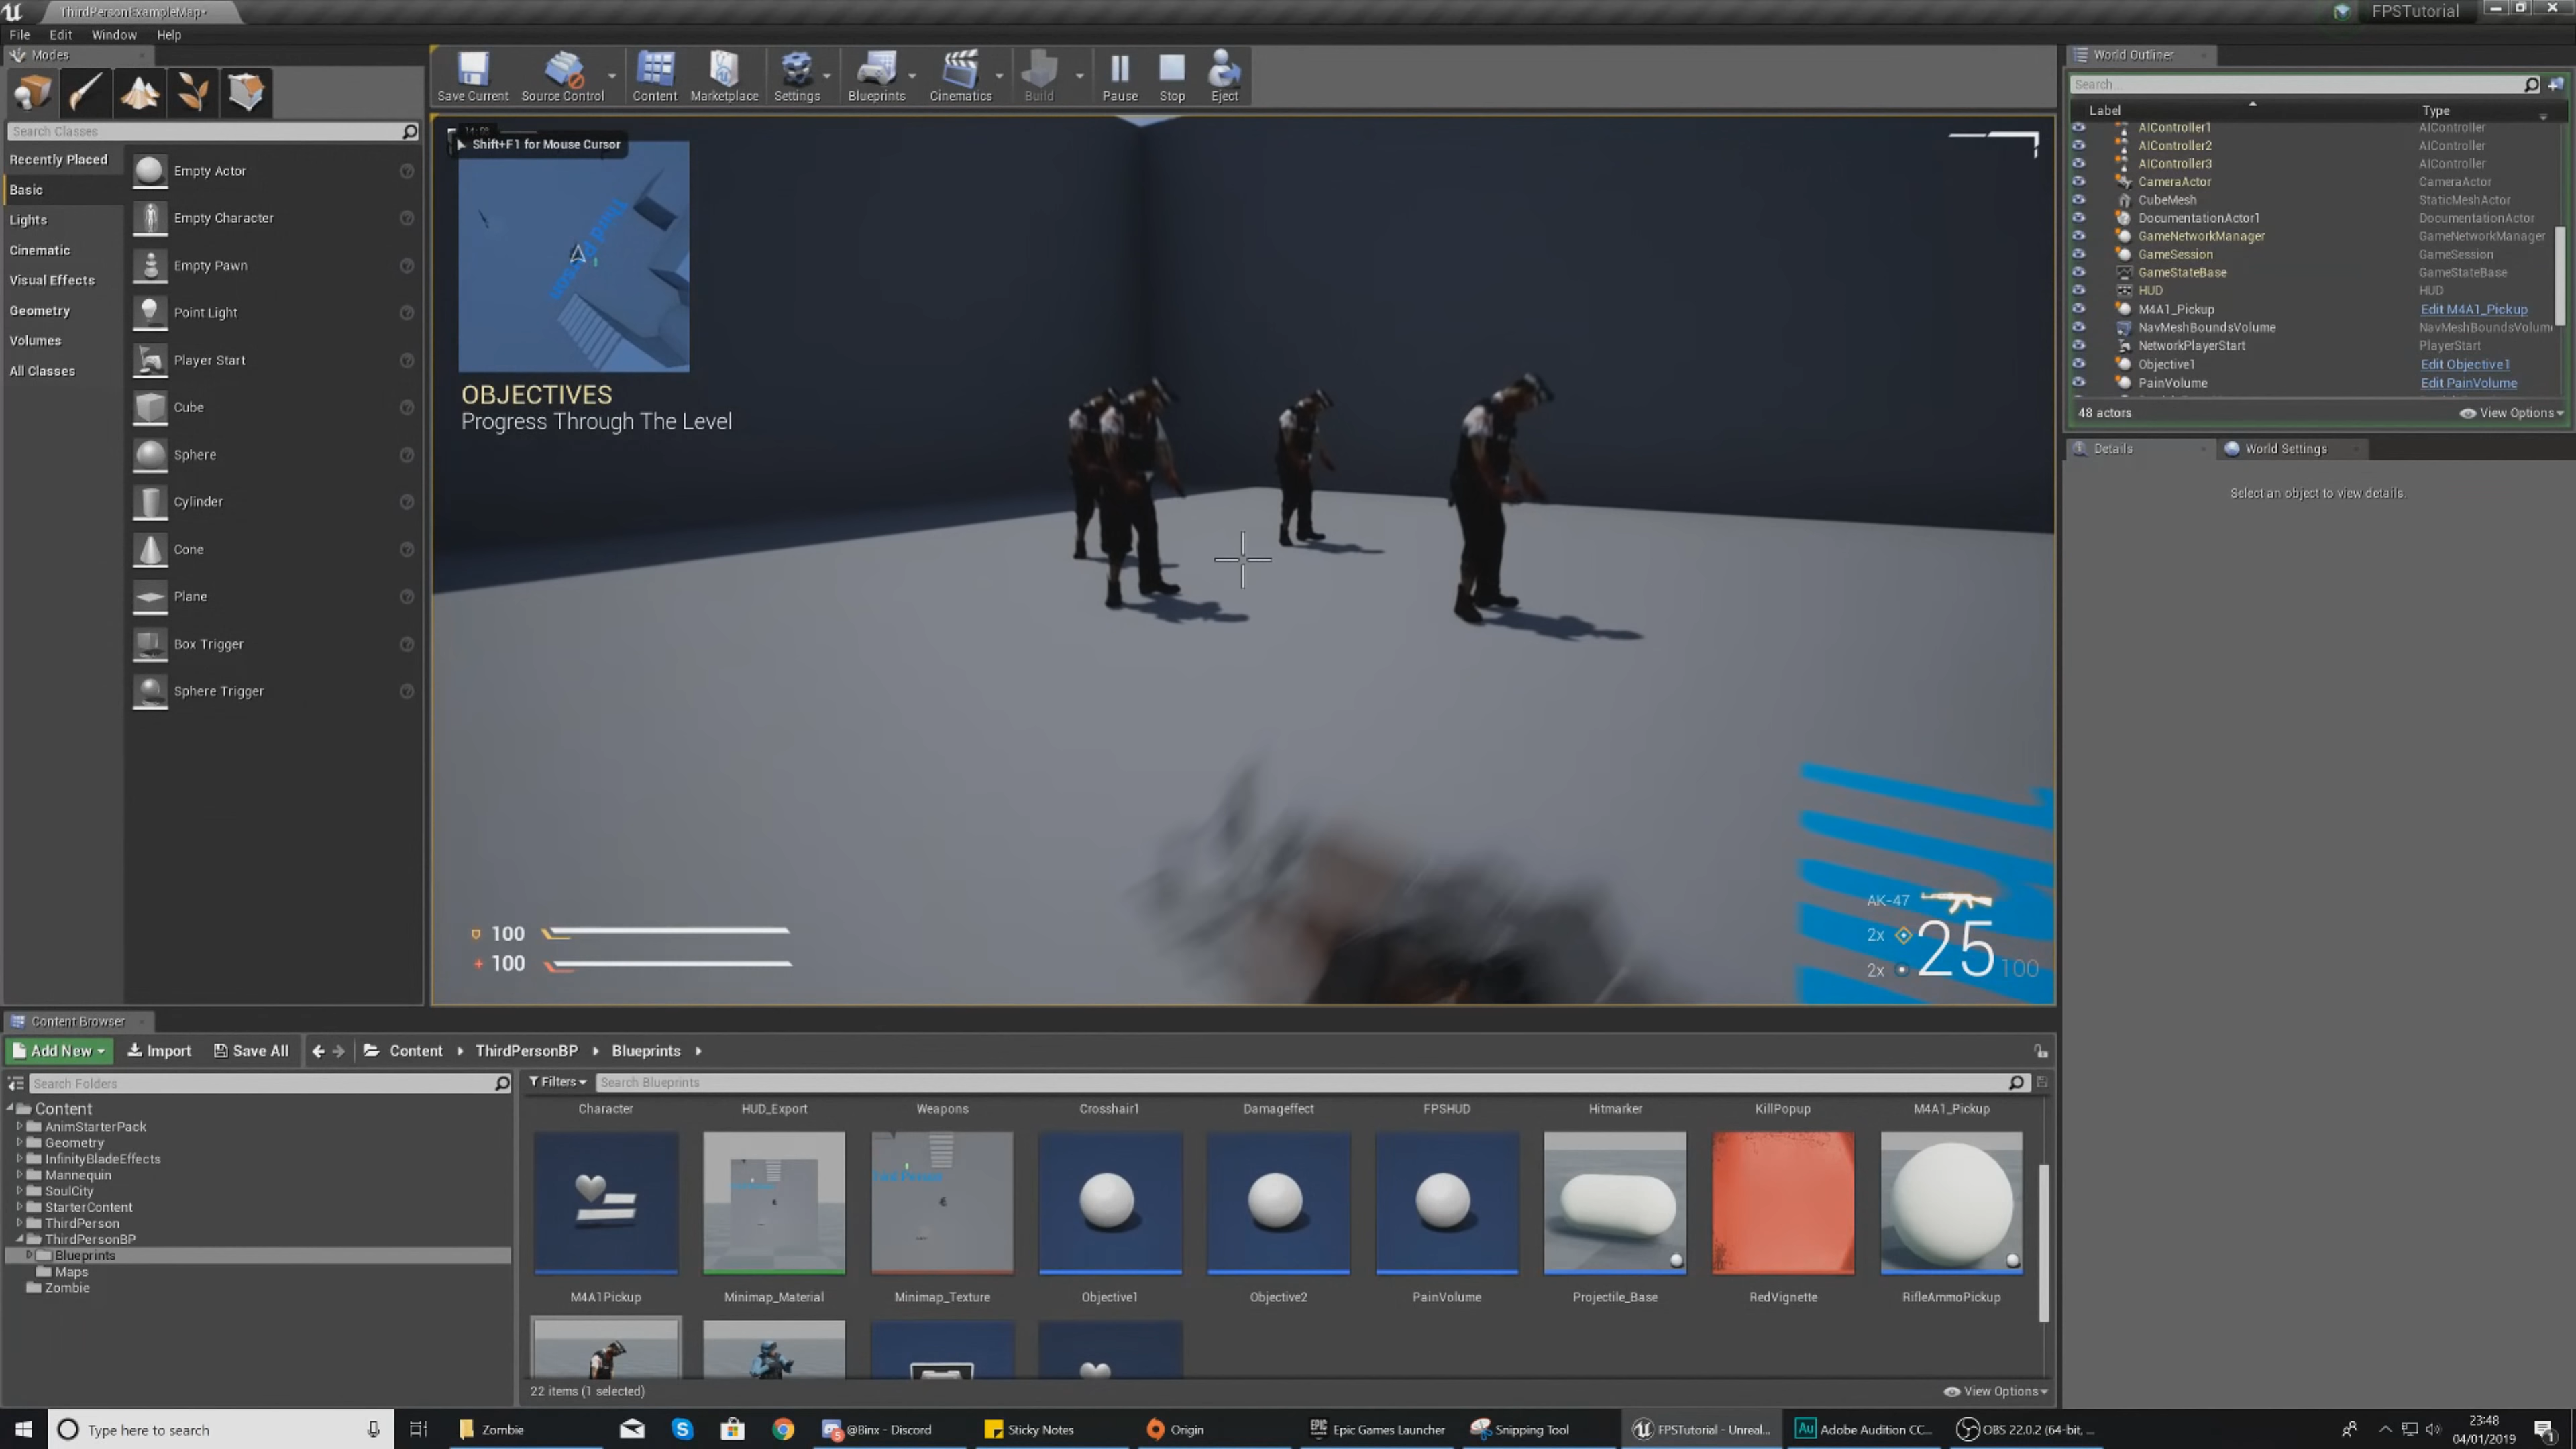 ThirdPersonExampleMap*
FPSTutorial
File Edit Window Help
Modes
Search Classes
Recently Placed
Basic
Lights
Cinematic
Visual Effects
Geometry
Volumes
All Classes
Empty Actor
Empty Character
Empty Pawn
Point Light
Player Start
Cube
Sphere
Cylinder
Cone
Plane
Box Trigger
Sphere Trigger
Save Current Source Control Content Marketplace Settings Blueprints Cinematics Build Pause Stop Eject
Shift+F1 for Mouse Cursor
Third Person
OBJECTIVES
Progress Through The Level
100
100
AK-47
2x
2x
25 100
World Outliner
Search...
Label Type
AIController1 AIController
AIController2 AIController
AIController3 AIController
CameraActor CameraActor
CubeMesh StaticMeshActor
DocumentationActor1 DocumentationActor
GameNetworkManager GameNetworkManager
GameSession GameSession
GameStateBase GameStateBase
HUD HUD
M4A1_Pickup Edit M4A1_Pickup
NavMeshBoundsVolume NavMeshBoundsVolum
NetworkPlayerStart PlayerStart
Objective1 Edit Objective1
PainVolume Edit PainVolume
48 actors View Options
Details World Settings
Select an object to view details.
Content Browser
Add New Import Save All Content ThirdPersonBP Blueprints
Search Folders
Content
AnimStarterPack
Geometry
InfinityBladeEffects
Mannequin
SoulCity
StarterContent
ThirdPerson
ThirdPersonBP
Blueprints
Maps
Zombie
Filters Search Blueprints
Character HUD_Export Weapons Crosshair1 Damageffect FPSHUD Hitmarker KillPopup M4A1_Pickup
M4A1Pickup Minimap_Material Minimap_Texture Objective1 Objective2 PainVolume Projectile_Base RedVignette RifleAmmoPickup
22 items (1 selected) View Options
Type here to search
Zombie
@Binx - Discord
Sticky Notes
Origin
Epic Games Launcher
Snipping Tool
FPSTutorial - Unreal...
Adobe Audition CC...
OBS 22.0.2 (64-bit, ...
23:48
04/01/2019